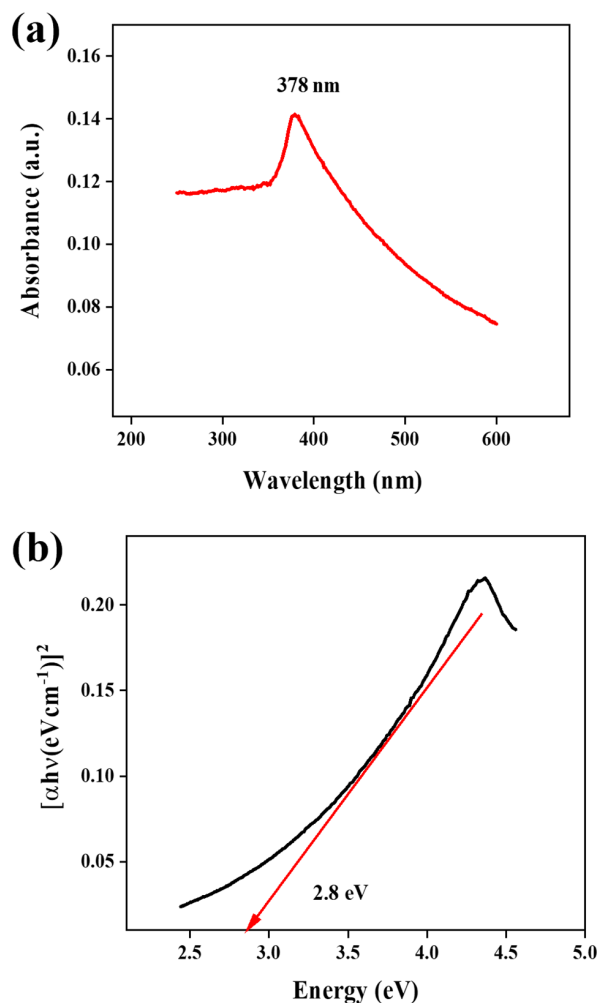 (a)
0.16
0.14
0.12
0.10
0.08
0.06
Absorbance (a.u.)
378 nm
200 300 400 500 600
Wavelength (nm)
(b)
0.20
0.15
0.10
0.05
[αhν(eVcm⁻¹)]²
2.8 eV
2.5 3.0 3.5 4.0 4.5 5.0
Energy (eV)